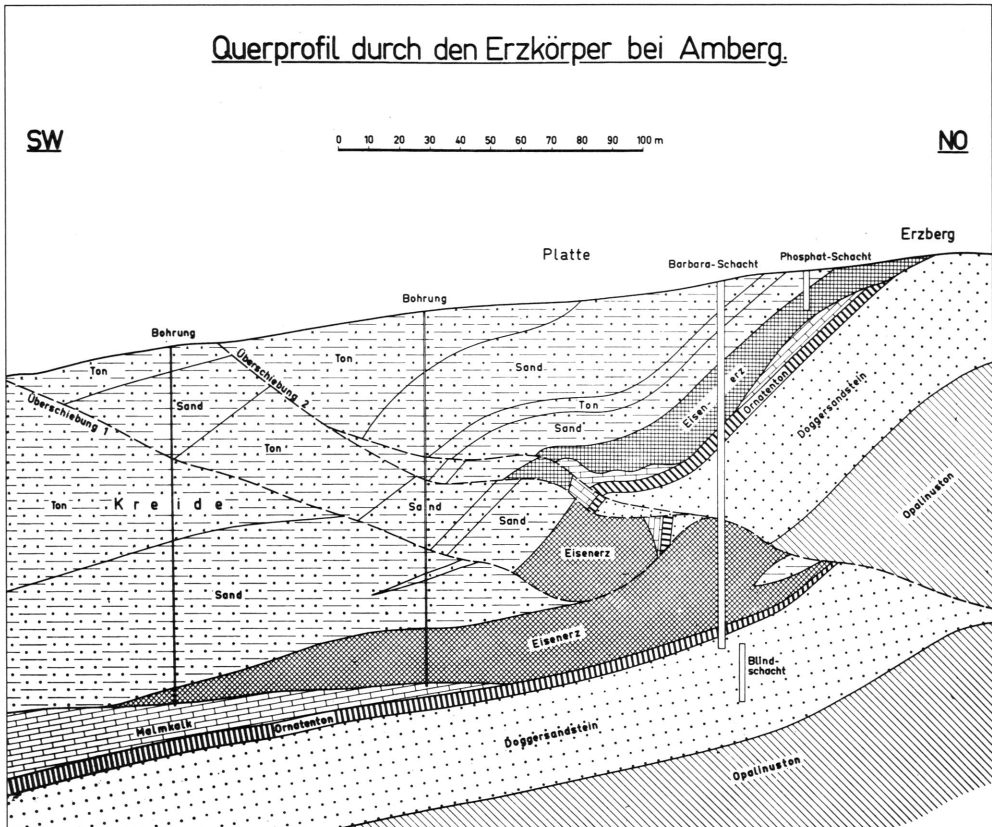 Querprofil durch den Erzkörper bei Amberg.
SW
0 10 20 30 40 50 60 70 80 90 100 m
NO
Erzberg
Platte
Barbara-Schacht
Phosphat-Schacht
Bohrung
Bohrung
Ton
Überschiebung 2
Ton
Sand
Überschiebung 1
Sand
Ton
Sand
Eisen-
erz
Ornatenton
Doggersandstein
Ton
Ton
Kreide
Sand
Sand
Opalinuston
Eisenerz
Sand
Eisenerz
Blind-
schacht
Malmkalk
Ornatenton
Doggersandstein
Opalinuston